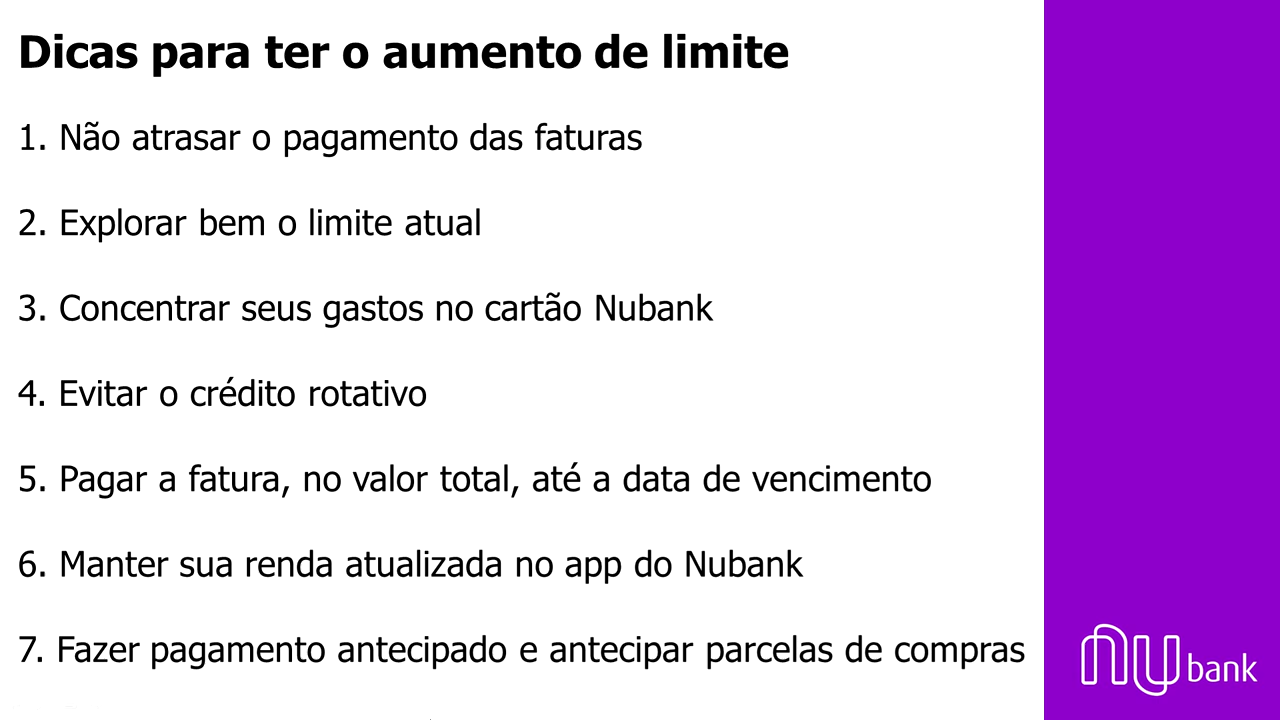 Dicas para ter o aumento de limite
1. Não atrasar o pagamento das faturas
2. Explorar bem o limite atual
3. Concentrar seus gastos no cartão Nubank
4. Evitar o crédito rotativo
5. Pagar a fatura, no valor total, até a data de vencimento
6. Manter sua renda atualizada no app do Nubank
7. Fazer pagamento antecipado e antecipar parcelas de compras
nubank